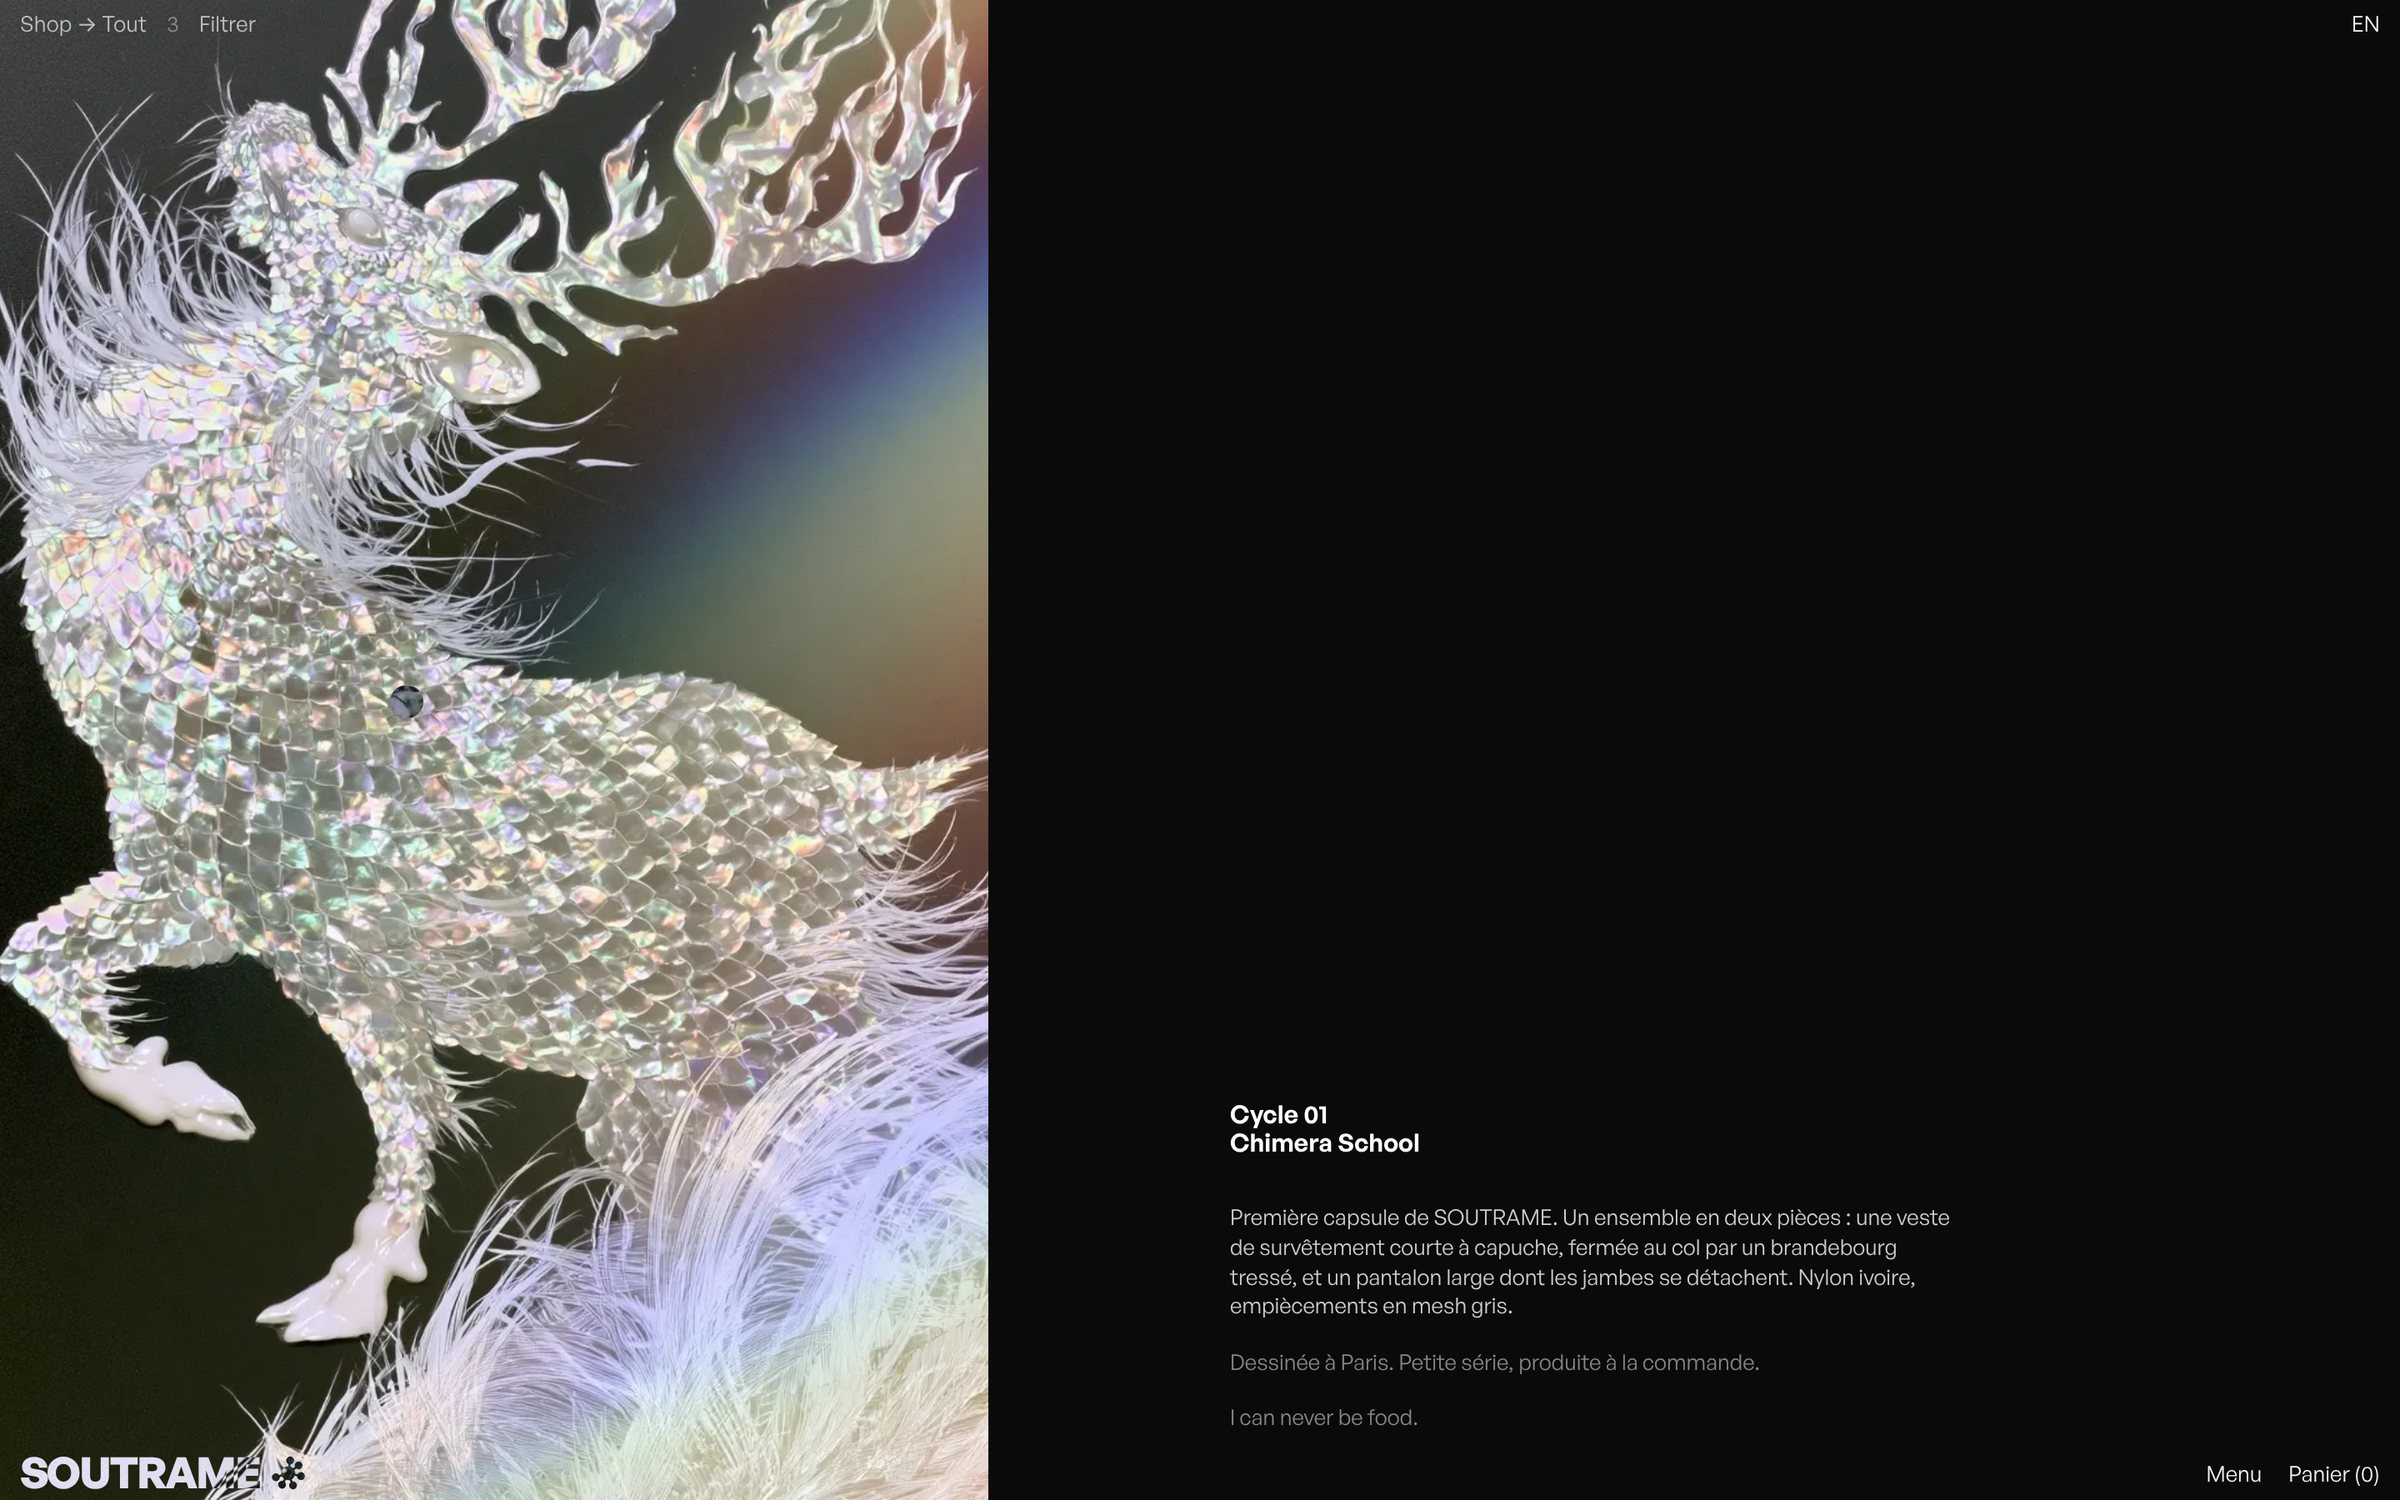 Shop → Tout 3 Filtrer
EN
Cycle 01
Chimera School
Première capsule de SOUTRAME. Un ensemble en deux pièces : une veste
de survêtement courte à capuche, fermée au col par un brandebourg
tressé, et un pantalon large dont les jambes se détachent. Nylon ivoire,
empiècements en mesh gris.
Dessinée à Paris. Petite série, produite à la commande.
I can never be food.
SOUTRAME
Menu Panier (0)